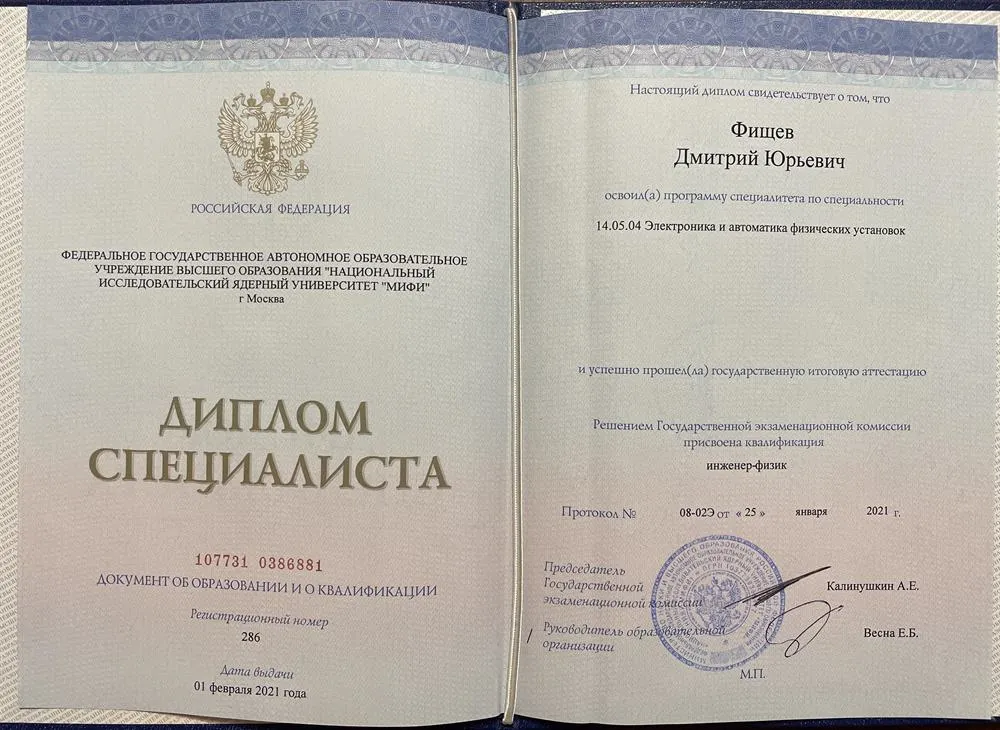 РОССИЙСКАЯ ФЕДЕРАЦИЯ
ФЕДЕРАЛЬНОЕ ГОСУДАРСТВЕННОЕ АВТОНОМНОЕ ОБРАЗОВАТЕЛЬНОЕ
УЧРЕЖДЕНИЕ ВЫСШЕГО ОБРАЗОВАНИЯ "НАЦИОНАЛЬНЫЙ
ИССЛЕДОВАТЕЛЬСКИЙ ЯДЕРНЫЙ УНИВЕРСИТЕТ "МИФИ"
г Москва
ДИПЛОМ
СПЕЦИАЛИСТА
107731 0386881
ДОКУМЕНТ ОБ ОБРАЗОВАНИИ И О КВАЛИФИКАЦИИ
Регистрационный номер
286
Дата выдачи
01 февраля 2021 года
Настоящий диплом свидетельствует о том, что
Фищев
Дмитрий Юрьевич
освоил(а) программу специалитета по специальности
14.05.04 Электроника и автоматика физических установок
и успешно прошел(ла) государственную итоговую аттестацию
Решением Государственной экзаменационной комиссии
присвоена квалификация
инженер-физик
Протокол № 08-02Э от « 25 » января 2021 г.
Председатель
Государственной
экзаменационной комиссии Калинушкин А.Е.
Руководитель образовательной
организации Весна Е.Б.
М.П.